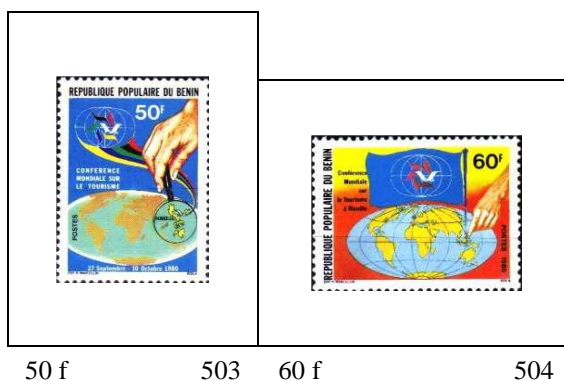 REPUBLIQUE POPULAIRE DU BENIN
50F
CONFERENCE
MONDIALE SUR
LE TOURISME
MANILLE
POSTES
27 Septembre - 10 Octobre 1980
REPUBLIQUE POPULAIRE DU BENIN
60F
Conférence
Mondiale
sur
le Tourisme
à Manille
POSTES 1980
50 f 503 60 f 504